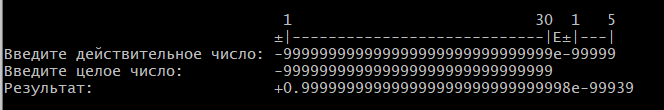 1 30 1 5
±|----------------------------|E±|---|
Введите действительное число: -999999999999999999999999999999e-99999
Введите целое число: -999999999999999999999999999999
Результат: +0.999999999999999999999999999998e-99939